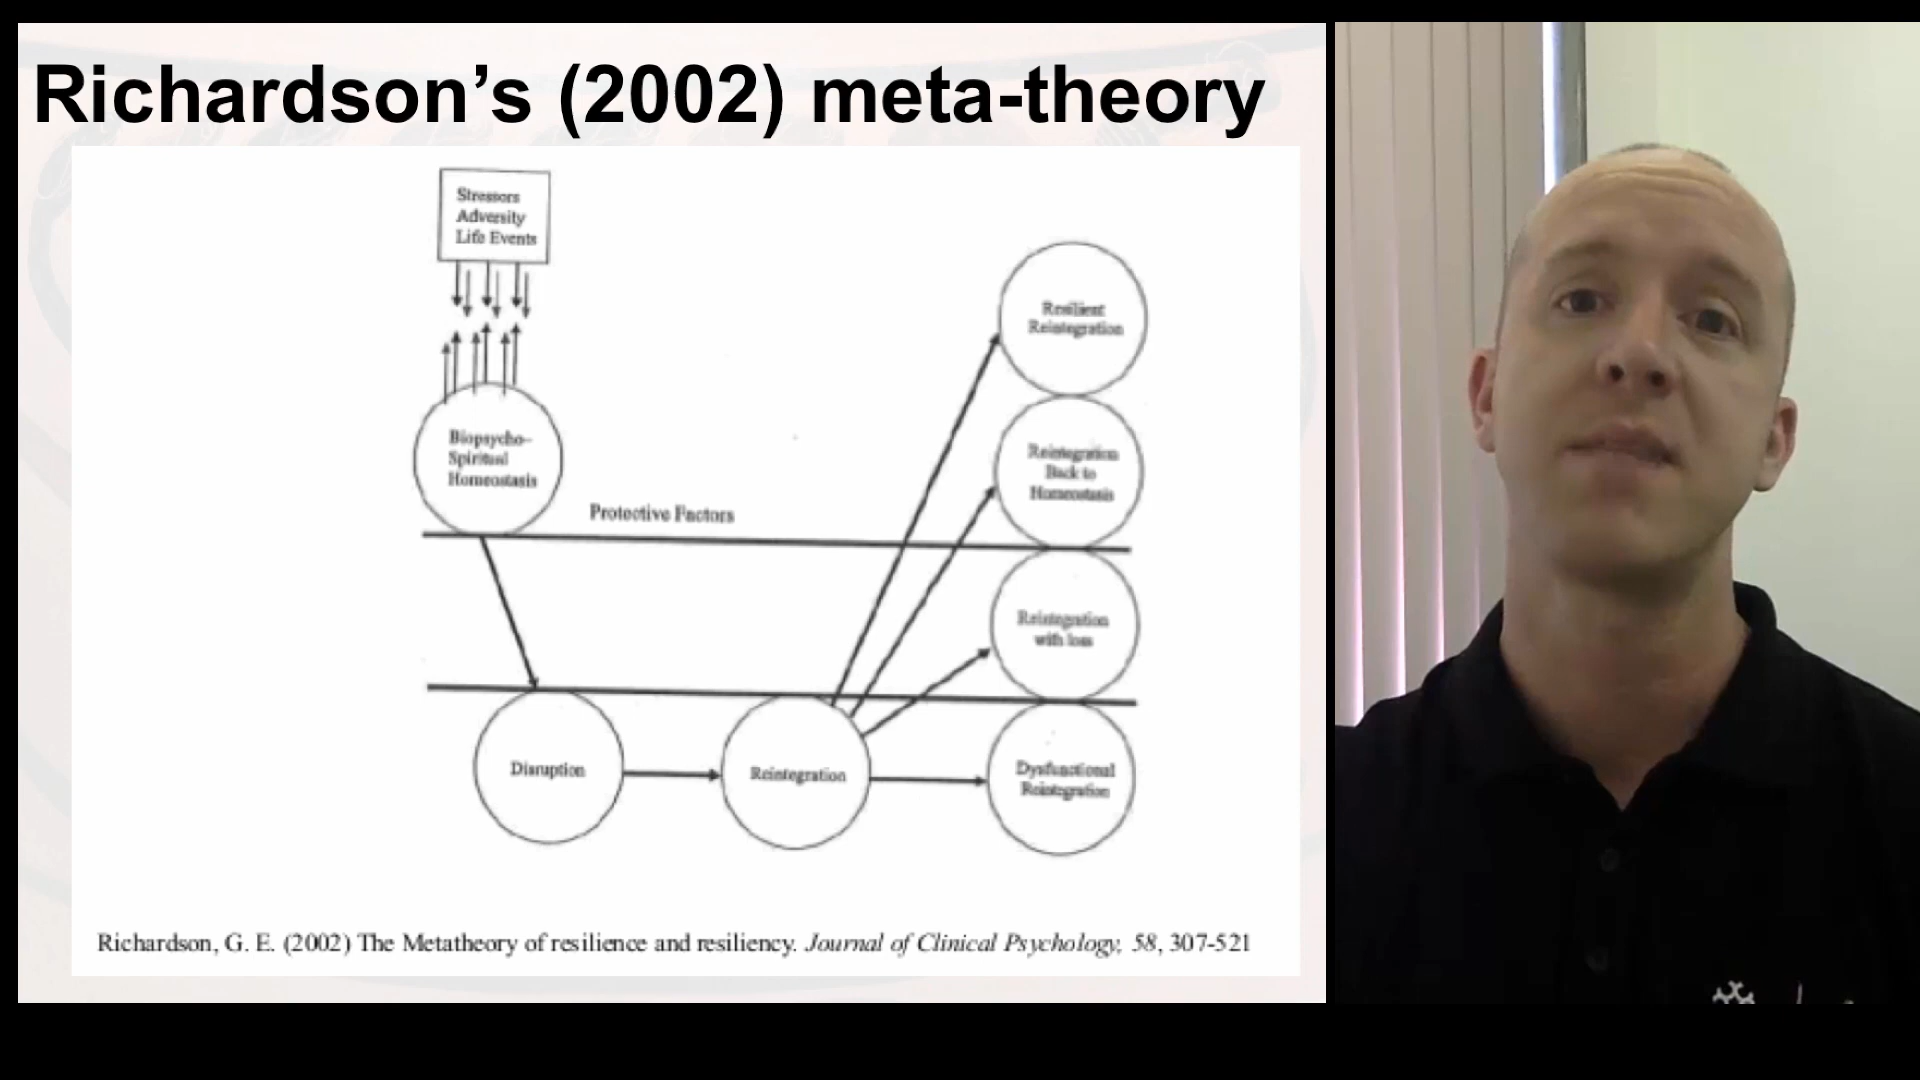 Richardson’s (2002) meta-theory
Stressors
Adversity
Life Events
Resilient
Reintegration
Biopsycho-
Spiritual
Homeostasis
Reintegration
Back to
Homeostasis
Protective Factors
Reintegration
with loss
Disruption
Reintegration
Dysfunctional
Reintegration
Richardson, G. E. (2002) The Metatheory of resilience and resiliency. Journal of Clinical Psychology, 58, 307-521